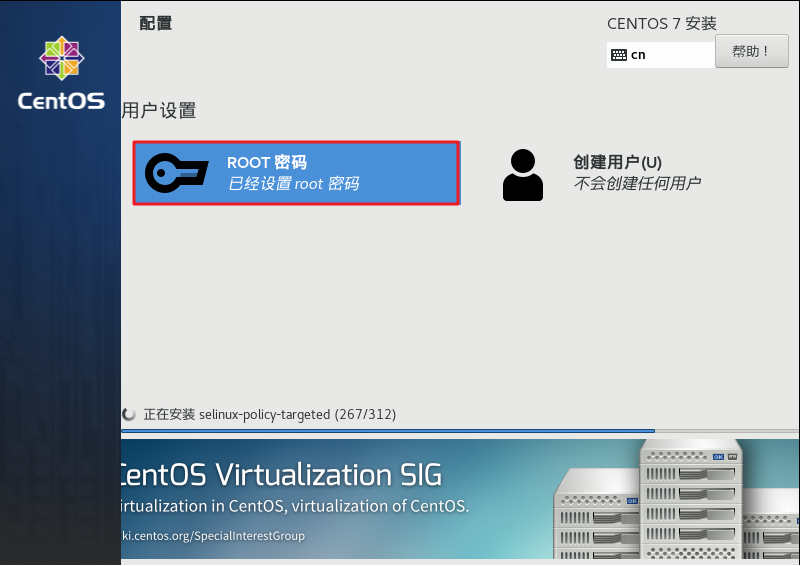 配置
CENTOS 7 安装
cn
帮助！
CentOS
用户设置
ROOT 密码
已经设置 root 密码
创建用户(U)
不会创建任何用户
正在安装 selinux-policy-targeted (267/312)
CentOS Virtualization SIG
irtualization in CentOS, virtualization of CentOS.
ki.centos.org/SpecialInterestGroup
OK
OK